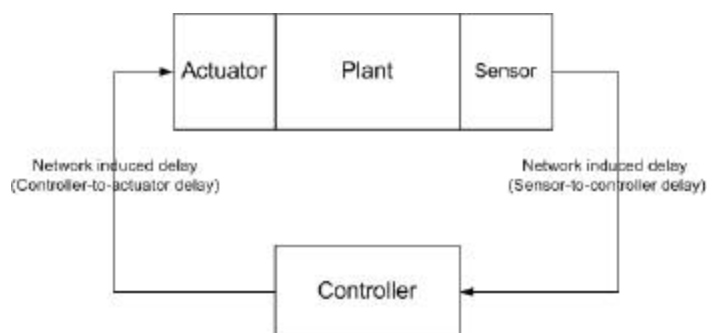 Actuator
Plant
Sensor
Network induced delay
(Controller-to-actuator delay)
Network induced delay
(Sensor-to-controller delay)
Controller